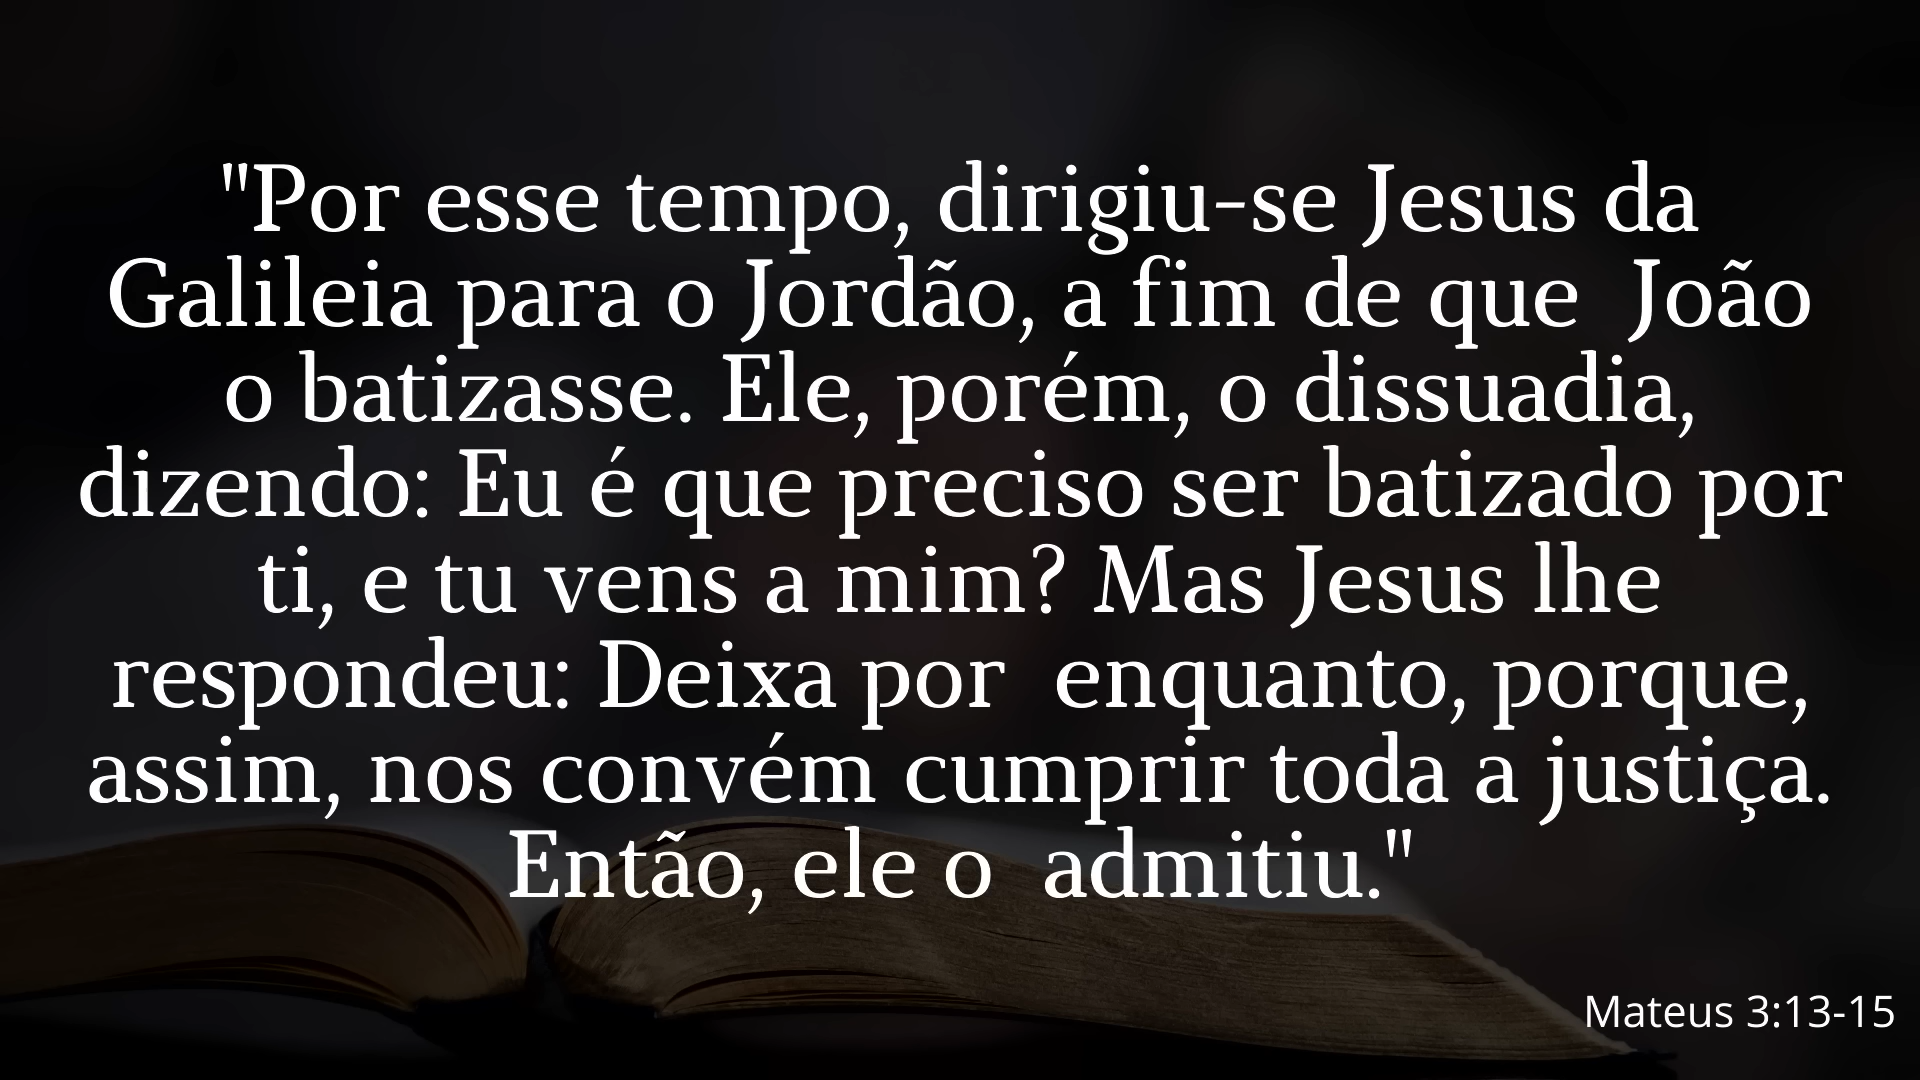 "Por esse tempo, dirigiu-se Jesus da
Galileia para o Jordão, a fim de que  João
o batizasse. Ele, porém, o dissuadia,
dizendo: Eu é que preciso ser batizado por
ti, e tu vens a mim? Mas Jesus lhe
respondeu: Deixa por  enquanto, porque,
assim, nos convém cumprir toda a justiça.
Então, ele o  admitiu."
Mateus 3:13-15